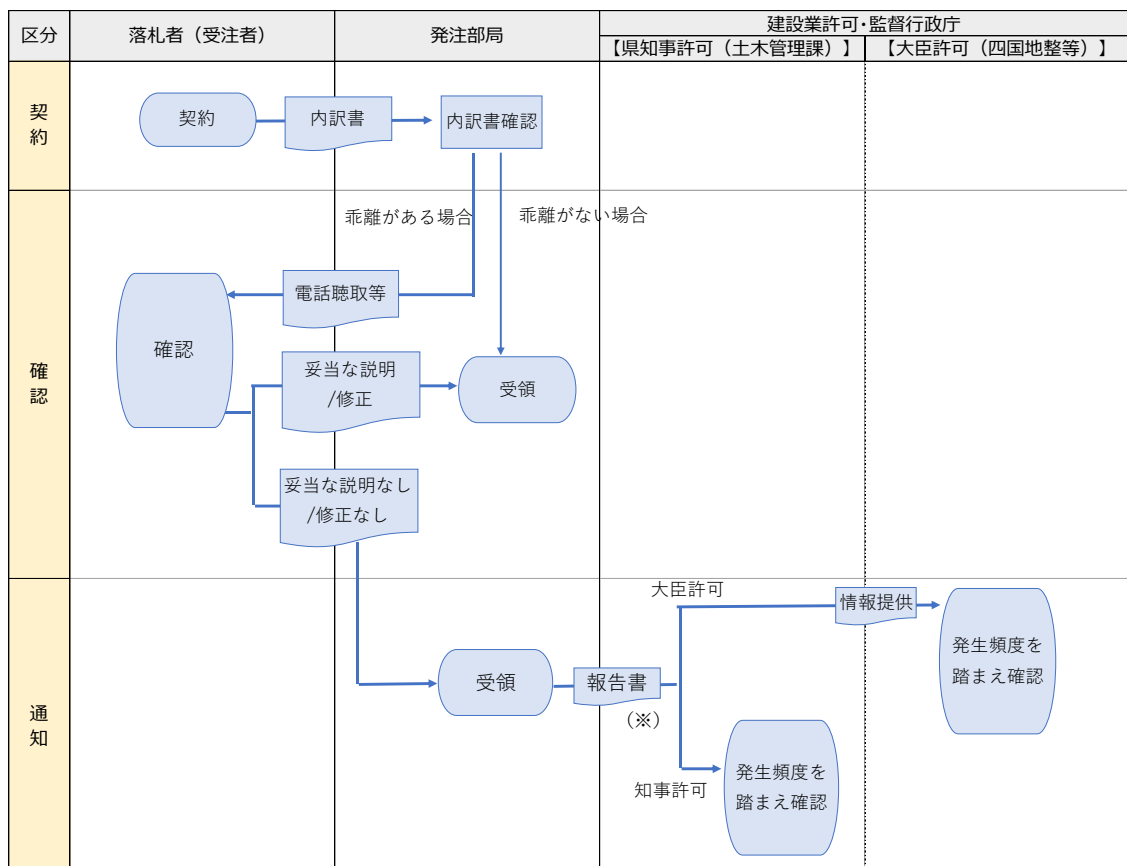 区分
落札者（受注者）
発注部局
建設業許可・監督行政庁
【県知事許可（土木管理課）】
【大臣許可（四国地整等）】
契約
契約
内訳書
内訳書確認
乖離がある場合
乖離がない場合
確認
電話聴取等
確認
妥当な説明
/修正
受領
妥当な説明なし
/修正なし
通知
大臣許可
情報提供
発生頻度を
踏まえ確認
受領
報告書
（※）
知事許可
発生頻度を
踏まえ確認